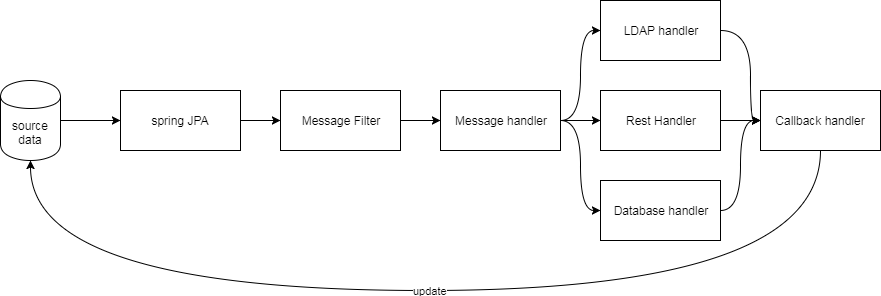 source
data
spring JPA
Message Filter
Message handler
LDAP handler
Rest Handler
Database handler
Callback handler
update